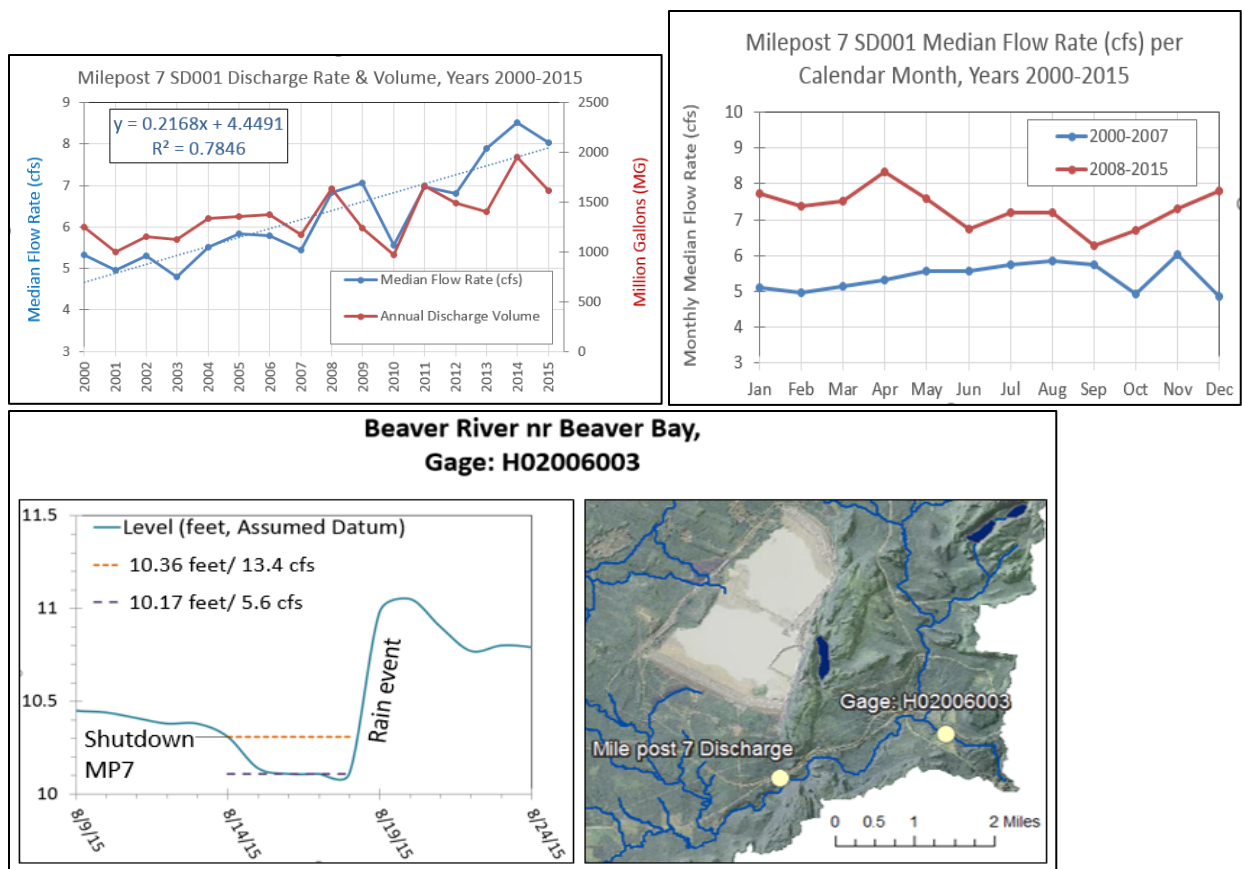 Milepost 7 SD001 Discharge Rate & Volume, Years 2000-2015
y = 0.2168x + 4.4491
R² = 0.7846
Median Flow Rate (cfs)
9
8
7
6
5
4
3
2500
2000
1500
1000
500
0
Million Gallons (MG)
Median Flow Rate (cfs)
Annual Discharge Volume
2000 2001 2002 2003 2004 2005 2006 2007 2008 2009 2010 2011 2012 2013 2014 2015
Milepost 7 SD001 Median Flow Rate (cfs) per
Calendar Month, Years 2000-2015
Monthly Median Flow Rate (cfs)
10
9
8
7
6
5
4
3
2000-2007
2008-2015
Jan Feb Mar Apr May Jun Jul Aug Sep Oct Nov Dec
Beaver River nr Beaver Bay,
Gage: H02006003
11.5
11
10.5
10
Level (feet, Assumed Datum)
10.36 feet/ 13.4 cfs
10.17 feet/ 5.6 cfs
Rain event
Shutdown
MP7
8/9/15 8/14/15 8/19/15 8/24/15
Gage: H02006003
Mile post 7 Discharge
0 0.5 1 2 Miles